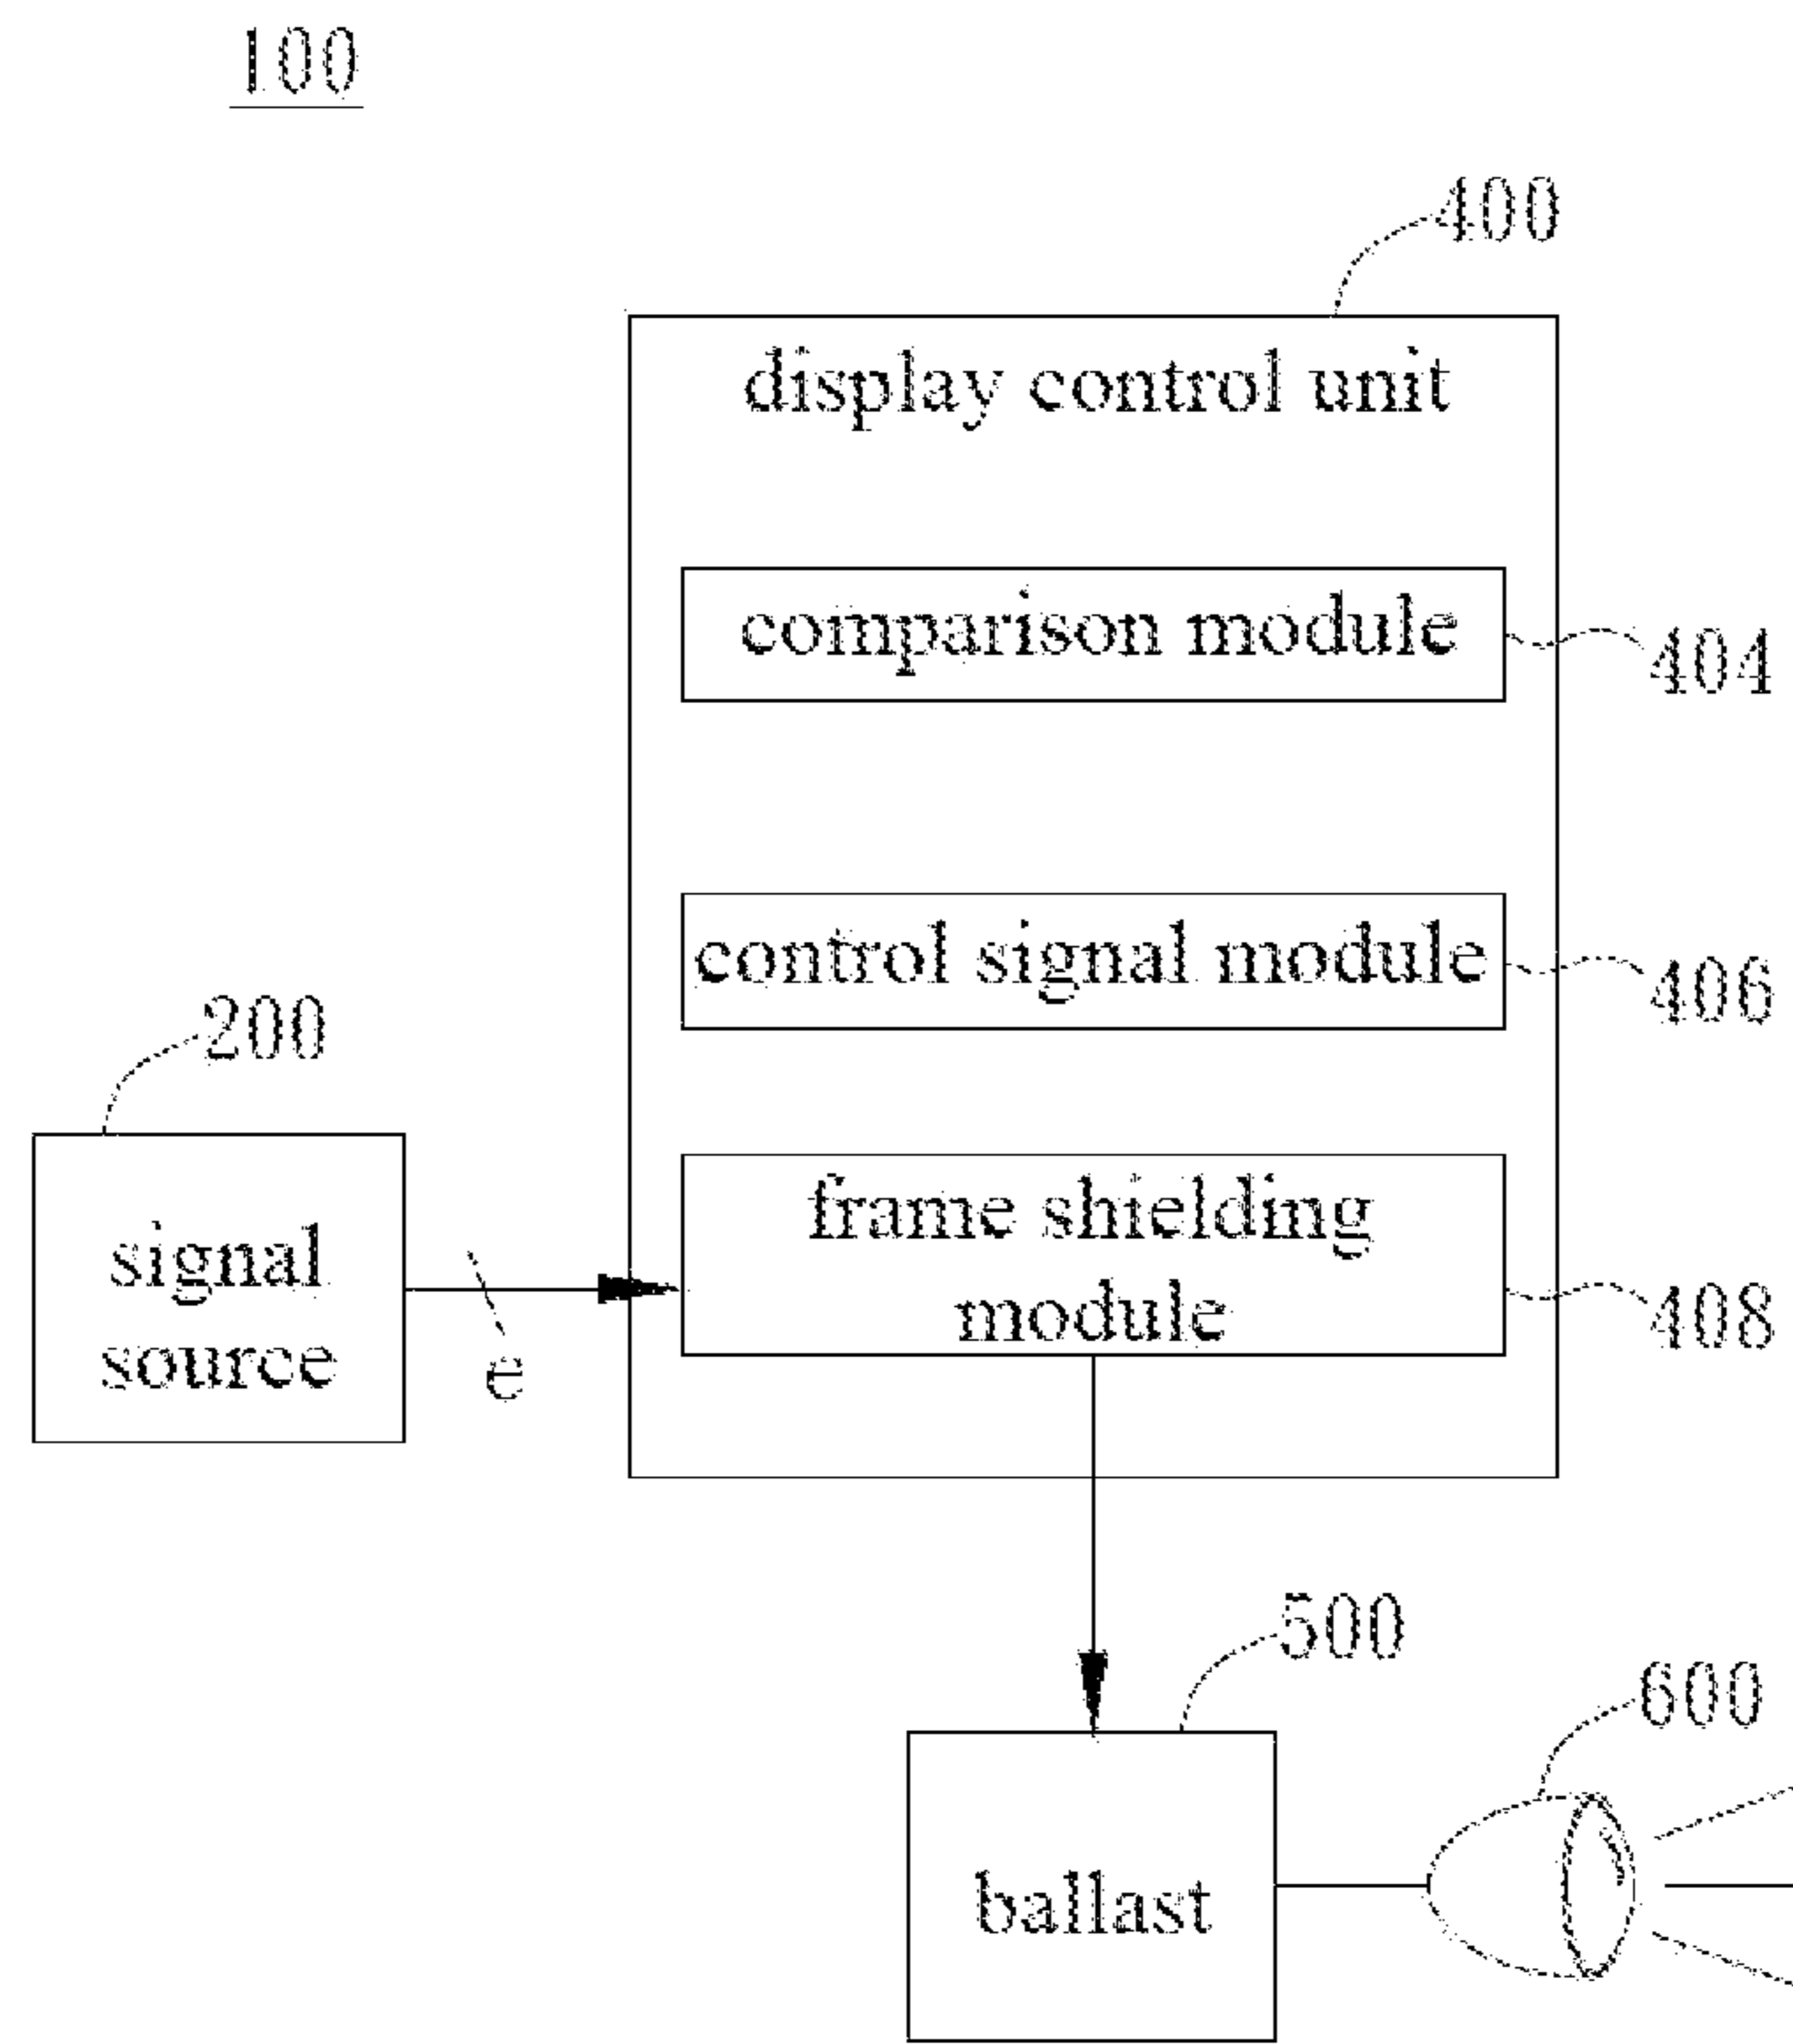 100
400
display control unit
comparison module
404
control signal module
406
200
frame shielding
module
408
signal
source
e
500
600
ballast